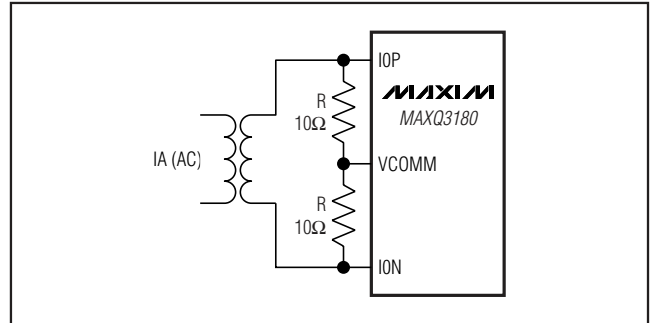 I0P
MAXIM
R
10Ω
MAXQ3180
IA (AC)
VCOMM
R
10Ω
I0N